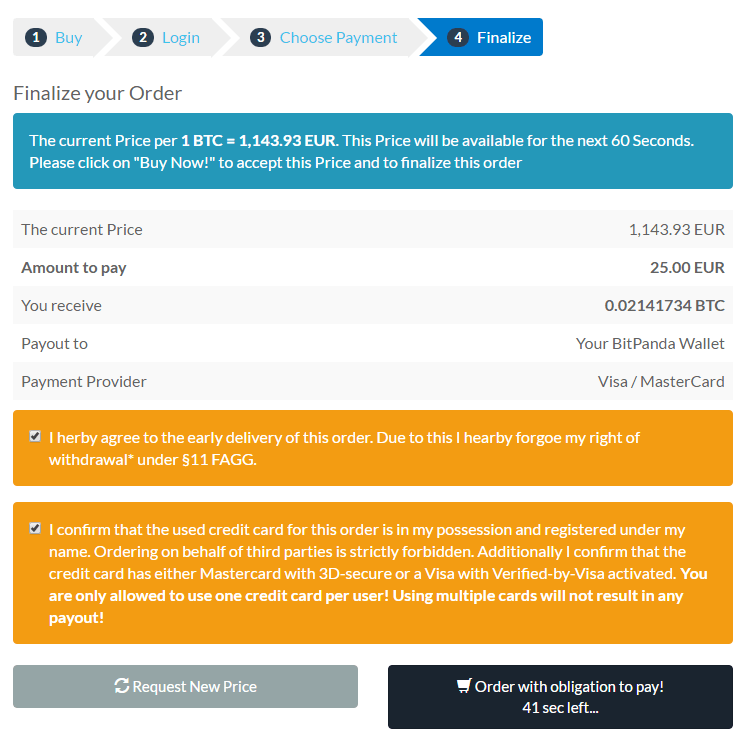 1 Buy 2 Login 3 Choose Payment 4 Finalize
Finalize your Order
The current Price per 1 BTC = 1,143.93 EUR. This Price will be available for the next 60 Seconds.
Please click on "Buy Now!" to accept this Price and to finalize this order
The current Price 1,143.93 EUR
Amount to pay 25.00 EUR
You receive 0.02141734 BTC
Payout to Your BitPanda Wallet
Payment Provider Visa / MasterCard
I herby agree to the early delivery of this order. Due to this I hearby forgoe my right of
withdrawal* under §11 FAGG.
I confirm that the used credit card for this order is in my possession and registered under my
name. Ordering on behalf of third parties is strictly forbidden. Additionally I confirm that the
credit card has either Mastercard with 3D-secure or a Visa with Verified-by-Visa activated. You
are only allowed to use one credit card per user! Using multiple cards will not result in any
payout!
Request New Price
Order with obligation to pay!
41 sec left...